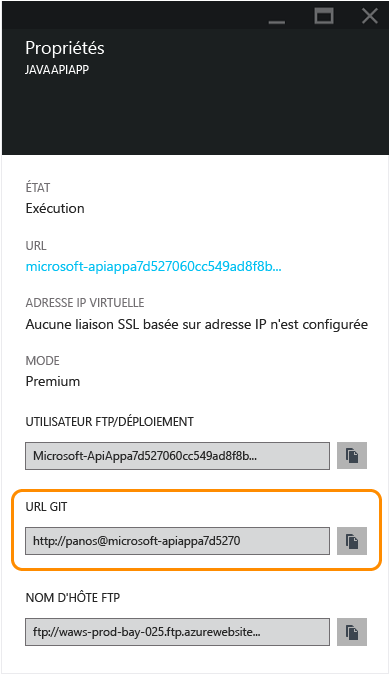 Propriétés
JAVAAPIAPP
ÉTAT
Exécution
URL
microsoft-apiappa7d527060cc549ad8f8b...
ADRESSE IP VIRTUELLE
Aucune liaison SSL basée sur adresse IP n'est configurée
MODE
Premium
UTILISATEUR FTP/DÉPLOIEMENT
Microsoft-ApiAppa7d527060cc549ad8f8b...
URL GIT
http://panos@microsoft-apiappa7d5270
NOM D'HÔTE FTP
ftp://waws-prod-bay-025.ftp.azurewebsite...